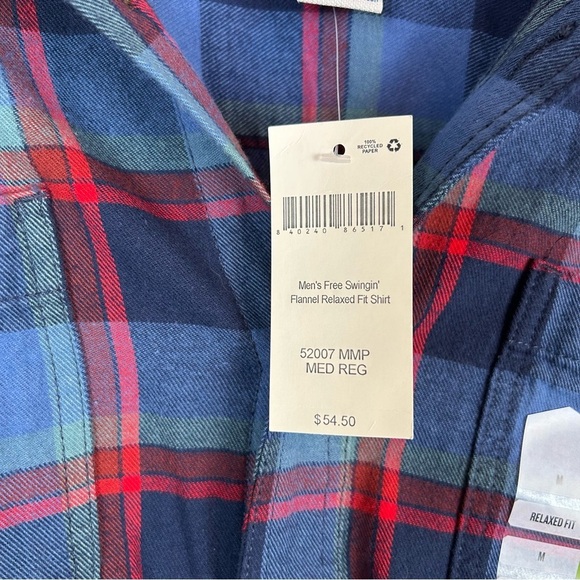 100%
RECYCLED
PAPER
8 40240 86517 1
Men's Free Swingin'
Flannel Relaxed Fit Shirt
52007 MMP
MED REG
$54.50
M
RELAXED FIT
M